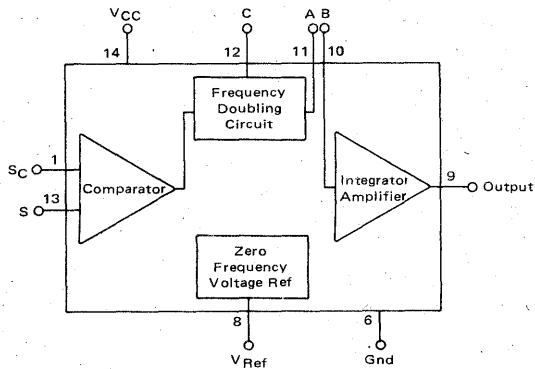 VCC
C
A B
14
12
11 10
Frequency
Doubling
Circuit
SC
1
Comparator
S
13
Integrator
Amplifier
9
Output
Zero
Frequency
Voltage Ref
8
6
VRef
Gnd